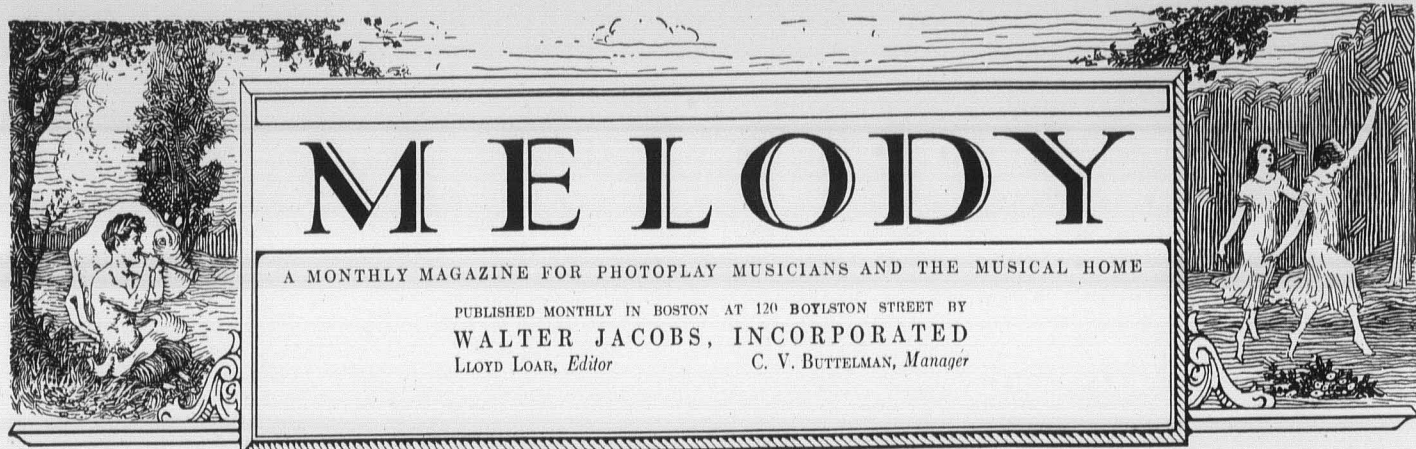 MELODY
A MONTHLY MAGAZINE FOR PHOTOPLAY MUSICIANS AND THE MUSICAL HOME
PUBLISHED MONTHLY IN BOSTON AT 120 BOYLSTON STREET BY
WALTER JACOBS, INCORPORATED
LLOYD LOAR, Editor C. V. BUTTELMAN, Manager